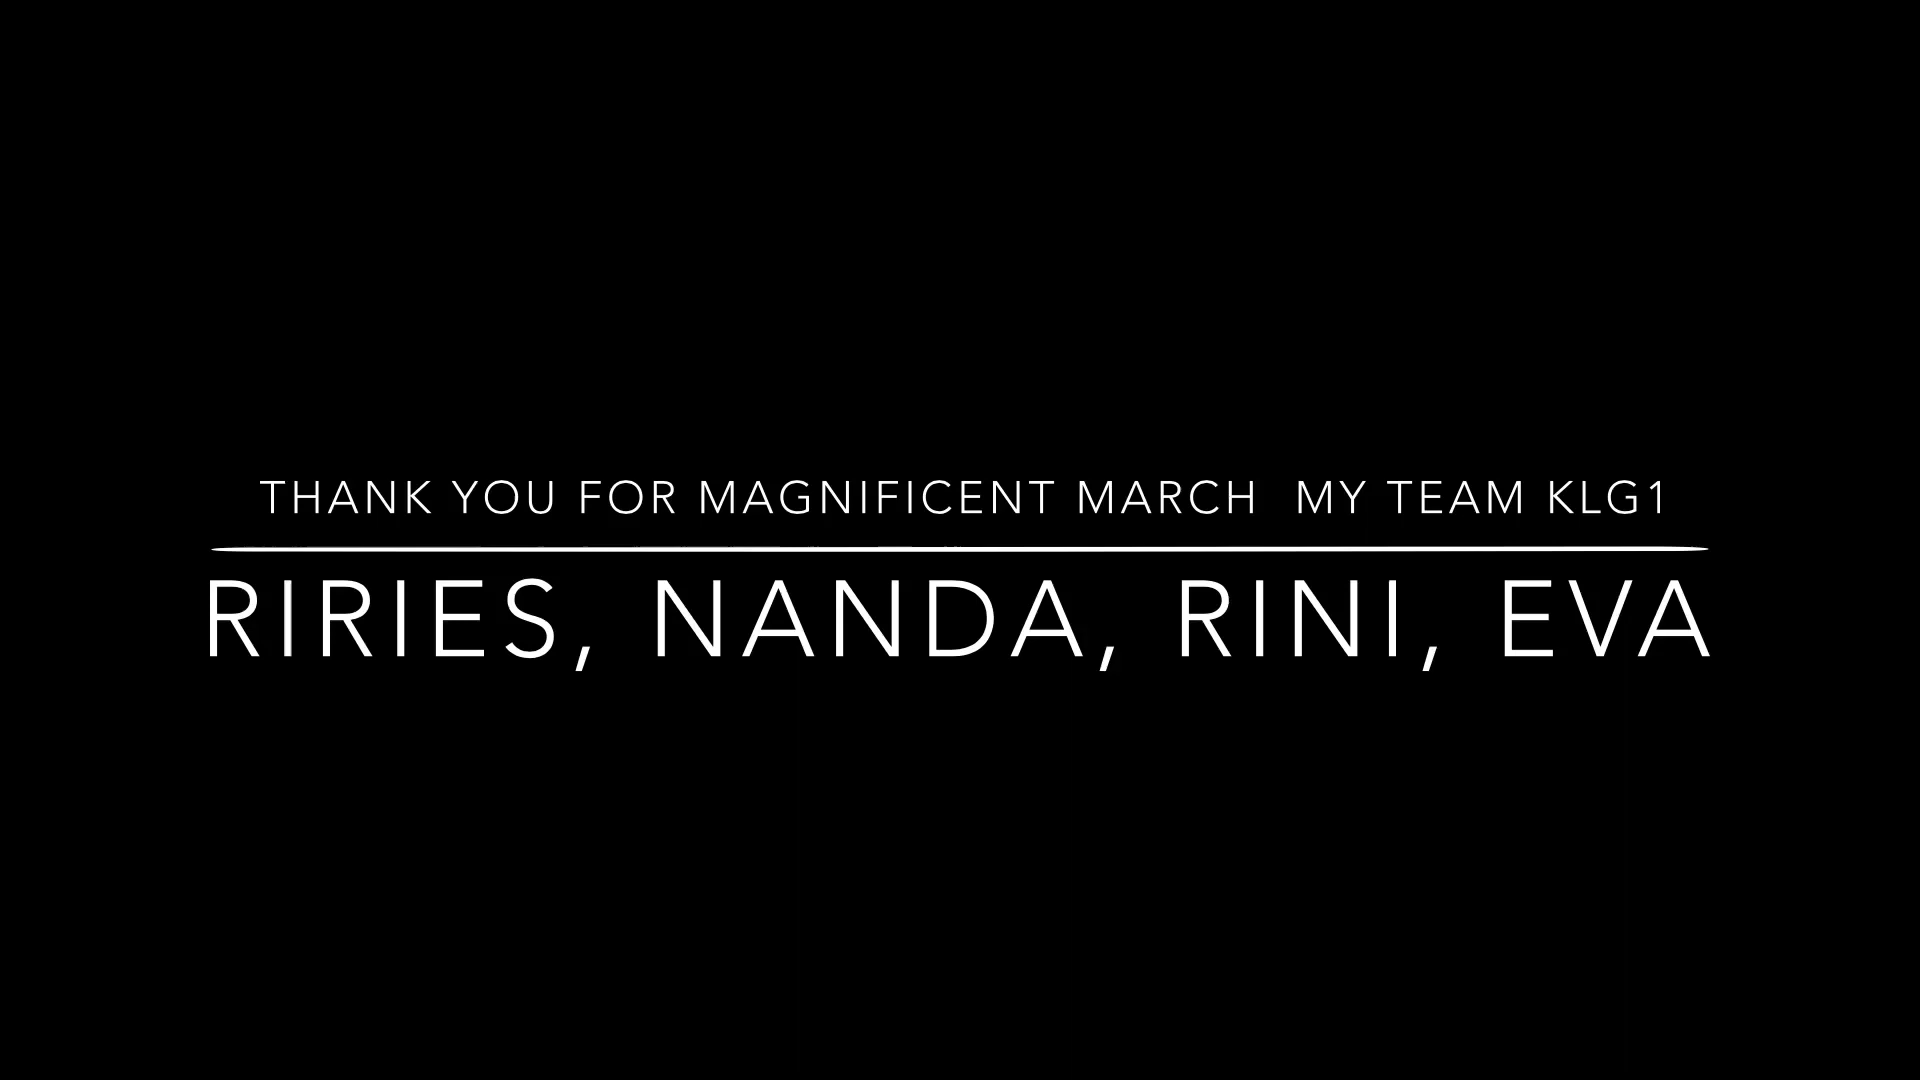 THANK YOU FOR MAGNIFICENT MARCH  MY TEAM KLG1
RIRIES, NANDA, RINI, EVA